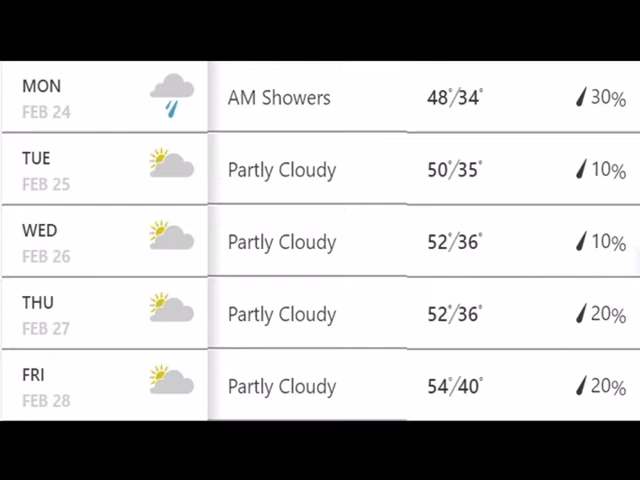 MON
FEB 24
AM Showers
48°/34°
30%
TUE
FEB 25
Partly Cloudy
50°/35°
10%
WED
FEB 26
Partly Cloudy
52°/36°
10%
THU
FEB 27
Partly Cloudy
52°/36°
20%
FRI
FEB 28
Partly Cloudy
54°/40°
20%